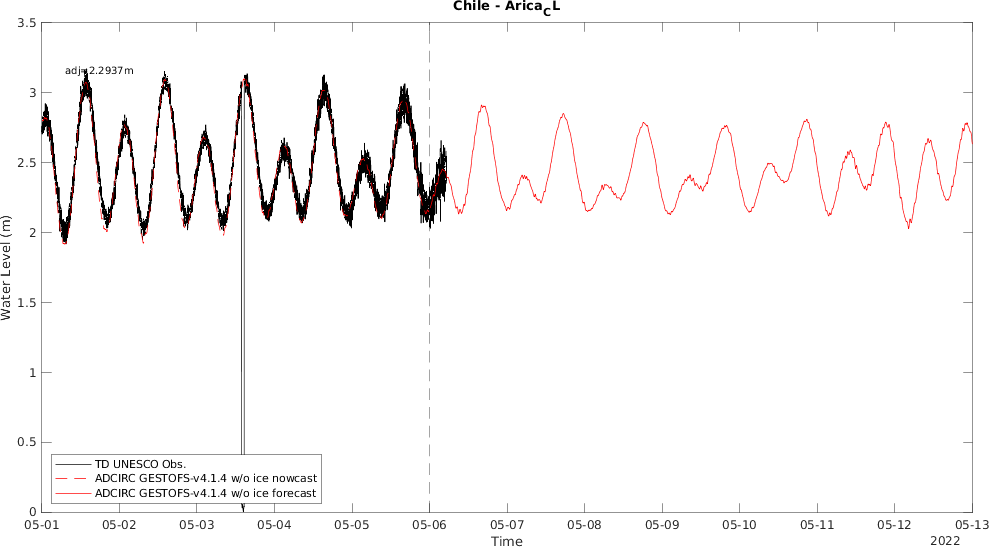 Chile - Arica_CL
3.5
adj=2.2937m
3
2.5
2
1.5
1
0.5
0
Water Level (m)
TD UNESCO Obs.
ADCIRC GESTOFS-v4.1.4 w/o ice nowcast
ADCIRC GESTOFS-v4.1.4 w/o ice forecast
05-01 05-02 05-03 05-04 05-05 05-06 05-07 05-08 05-09 05-10 05-11 05-12 05-13
Time
2022